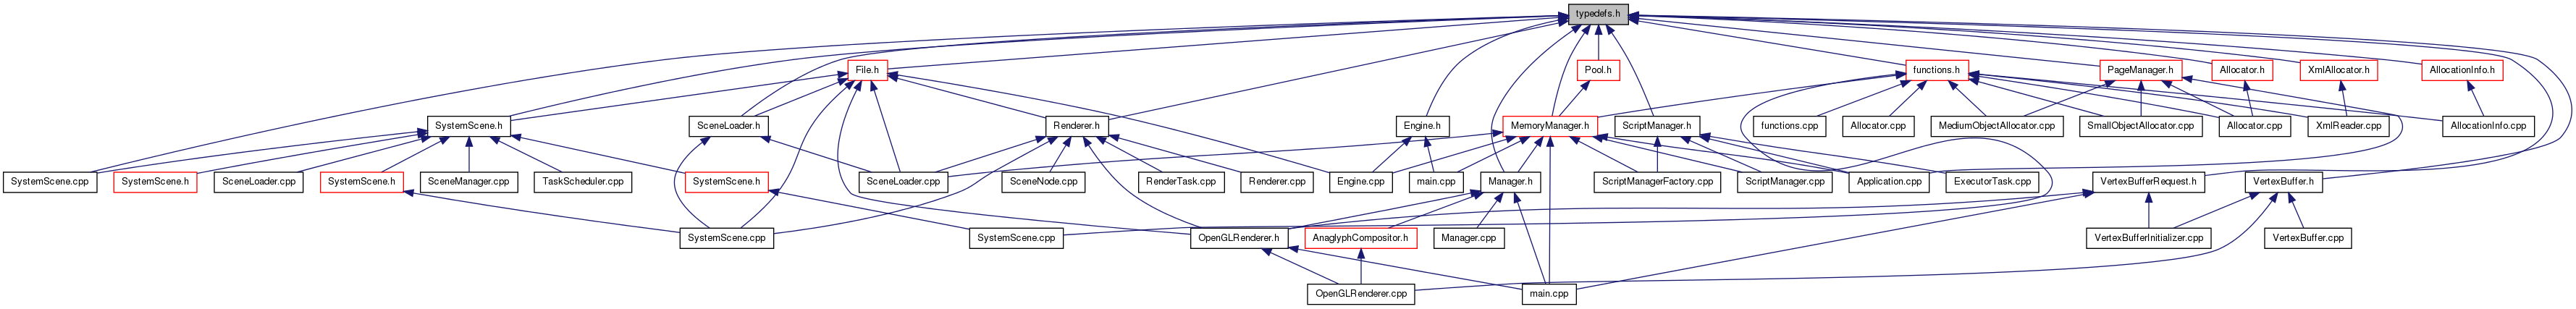 typedefs.h
File.h
Pool.h
functions.h
PageManager.h
Allocator.h
XmlAllocator.h
AllocationInfo.h
SystemScene.h
SceneLoader.h
Renderer.h
Engine.h
MemoryManager.h
ScriptManager.h
functions.cpp
Allocator.cpp
MediumObjectAllocator.cpp
SmallObjectAllocator.cpp
Allocator.cpp
XmlReader.cpp
AllocationInfo.cpp
SystemScene.cpp
SystemScene.h
SceneLoader.cpp
SystemScene.h
SceneManager.cpp
TaskScheduler.cpp
SystemScene.h
SceneLoader.cpp
SceneNode.cpp
RenderTask.cpp
Renderer.cpp
Engine.cpp
main.cpp
Manager.h
ScriptManagerFactory.cpp
ScriptManager.cpp
Application.cpp
ExecutorTask.cpp
VertexBufferRequest.h
VertexBuffer.h
SystemScene.cpp
SystemScene.cpp
OpenGLRenderer.h
AnaglyphCompositor.h
Manager.cpp
VertexBufferInitializer.cpp
VertexBuffer.cpp
OpenGLRenderer.cpp
main.cpp